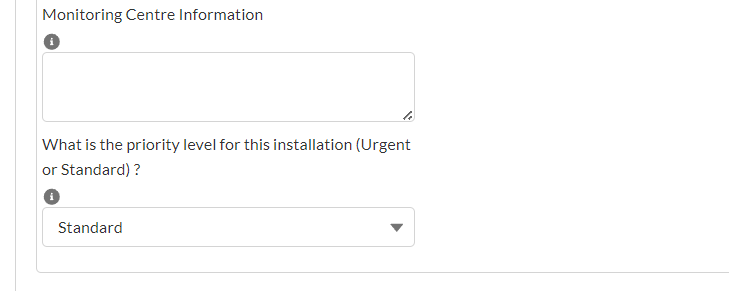 Monitoring Centre Information
What is the priority level for this installation (Urgent
or Standard) ?
Standard